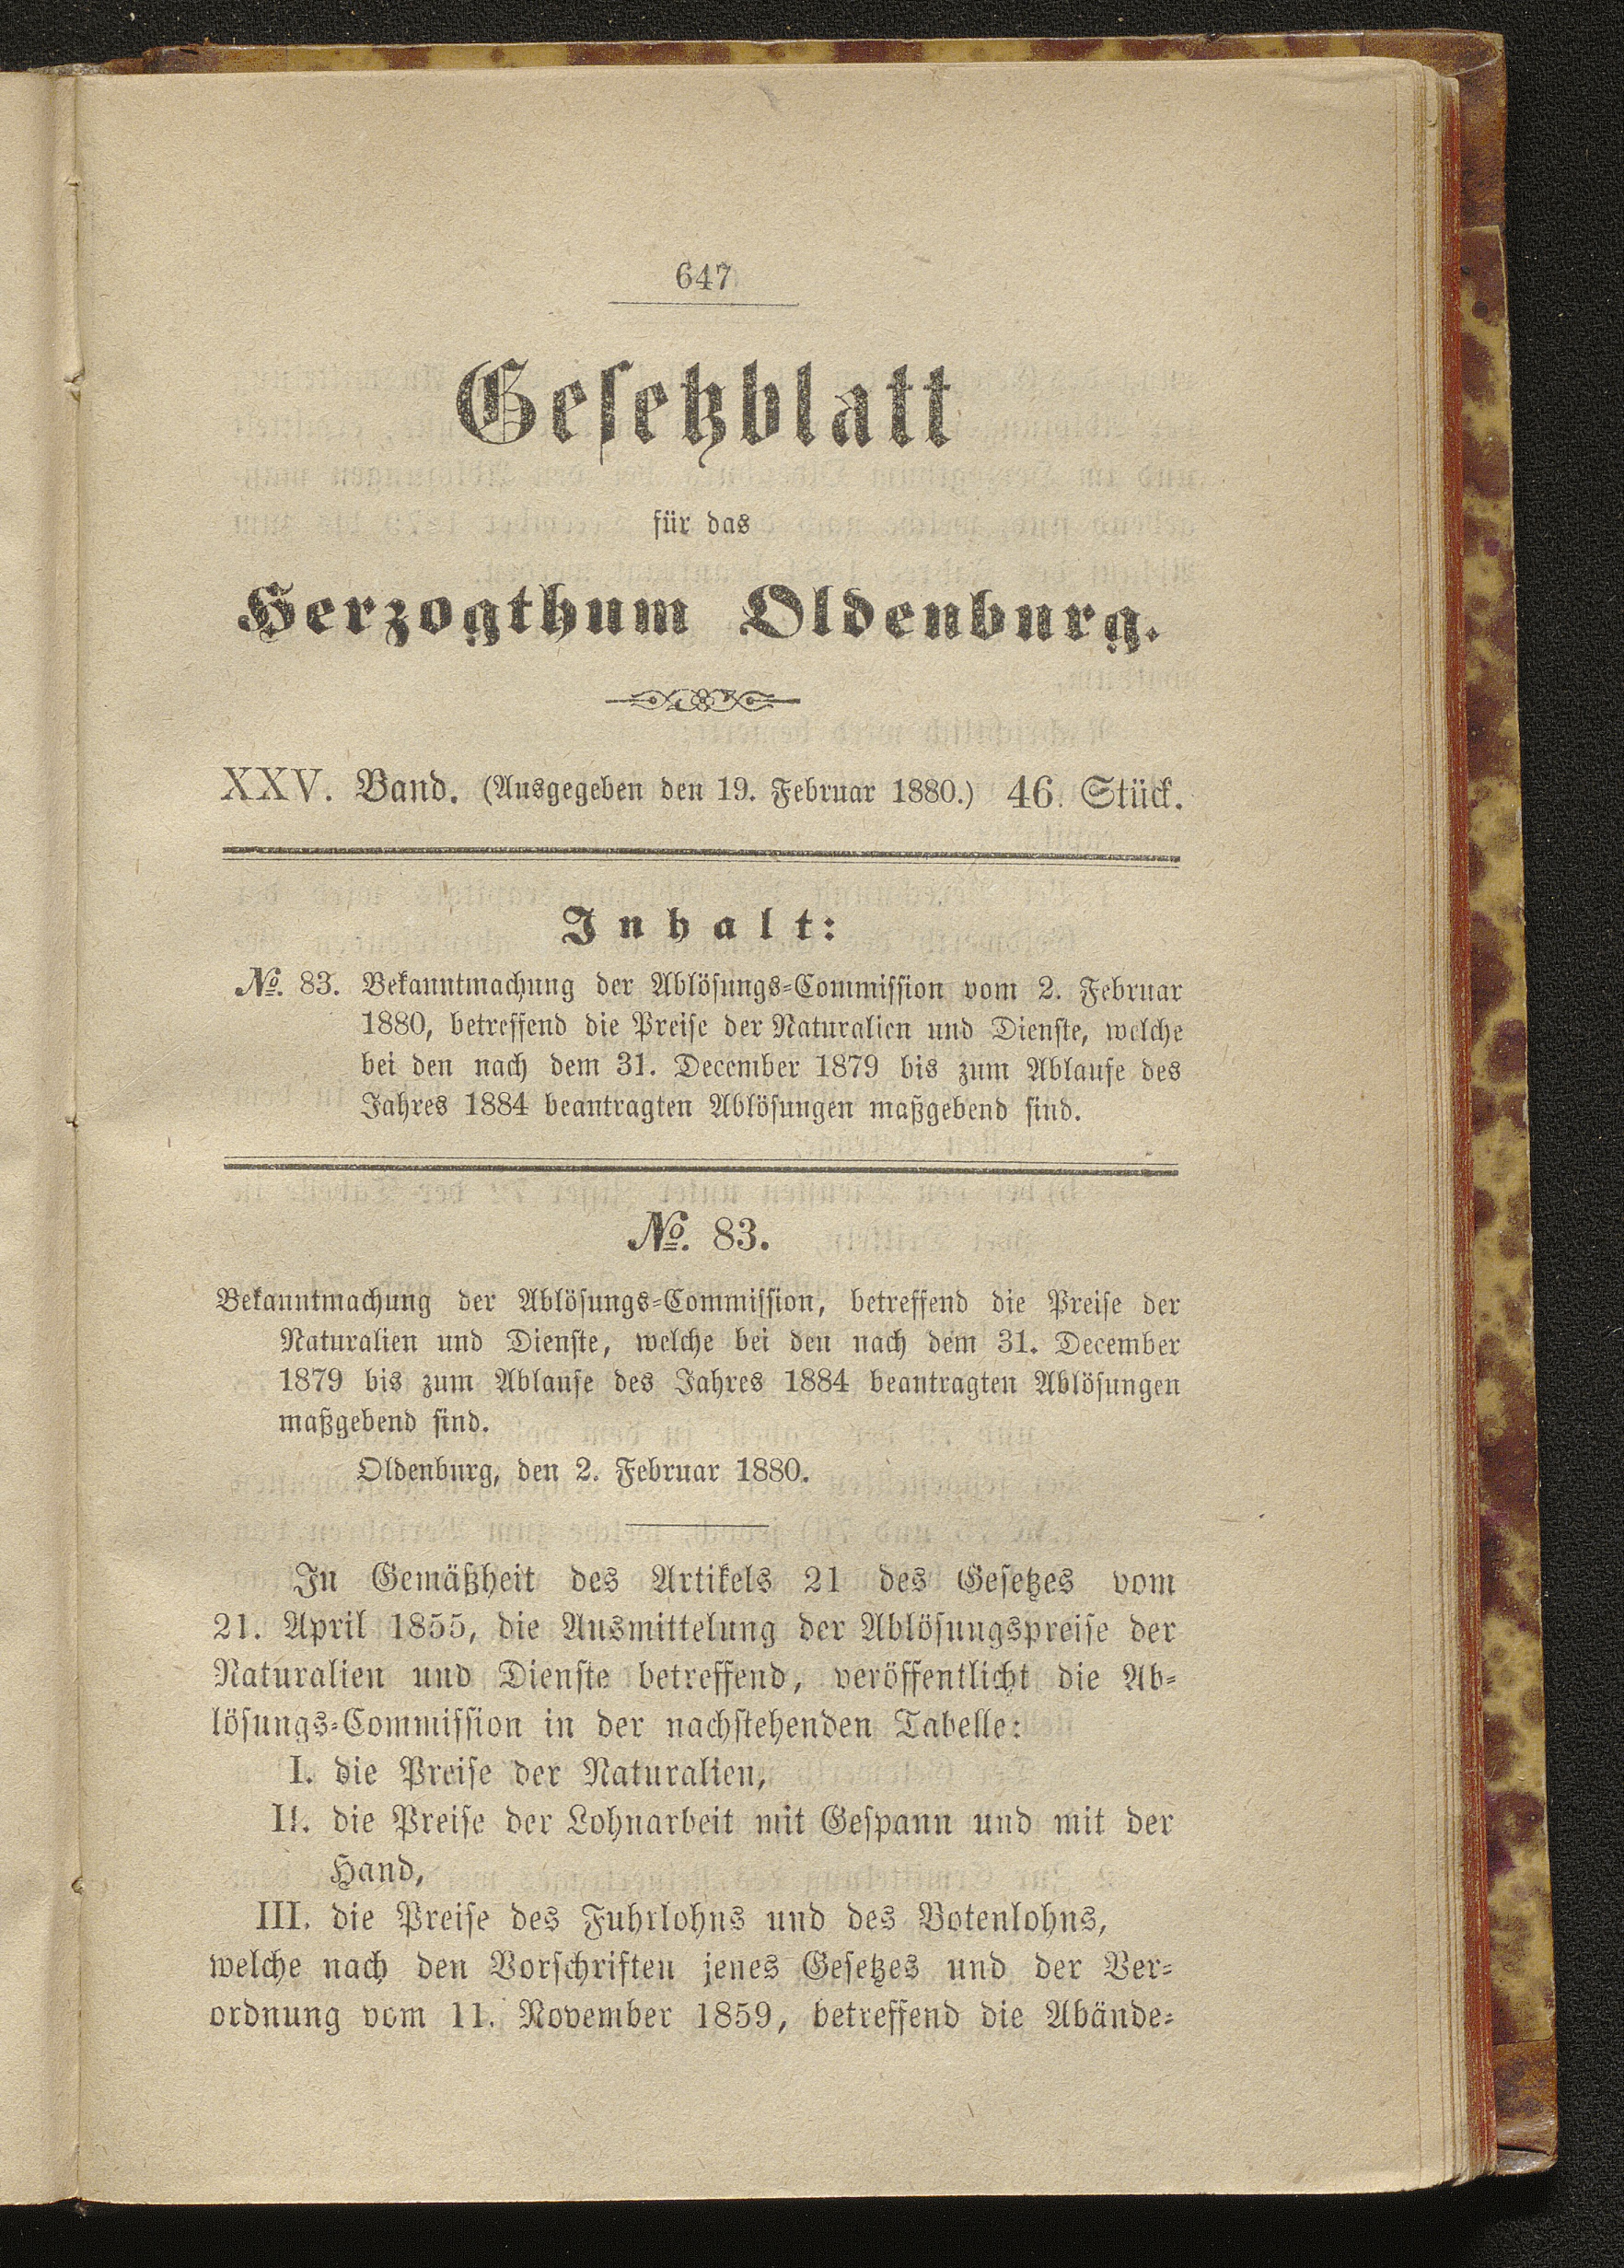 647
Gesetzblatt
für das
Herzogthum Oldenburg.
XXV. Band. (Ausgegeben den 19. Februar 1880.) 46. Stück.
Inhalt:
№. 83. Bekanntmachung der Ablösungs-Commission vom 2. Februar
1880, betreffend die Preise der Naturalien und Dienste, welche
bei den nach dem 31. December 1879 bis zum Ablaufe des
Jahres 1884 beantragten Ablösungen maßgebend sind.
№. 83.
Bekanntmachung der Ablösungs-Commission, betreffend die Preise der
Naturalien und Dienste, welche bei den nach dem 31. December
1879 bis zum Ablaufe des Jahres 1884 beantragten Ablösungen
maßgebend sind.
Oldenburg, den 2. Februar 1880.
In Gemäßheit des Artikels 21 des Gesetzes vom
21. April 1855, die Ausmittelung der Ablösungspreise der
Naturalien und Dienste betreffend, veröffentlicht die Ab-
lösungs-Commission in der nachstehenden Tabelle:
I. die Preise der Naturalien,
II. die Preise der Lohnarbeit mit Gespann und mit der
Hand,
III. die Preise des Fuhrlohns und des Botenlohns,
welche nach den Vorschriften jenes Gesetzes und der Ver-
ordnung vom 11. November 1859, betreffend die Abände-